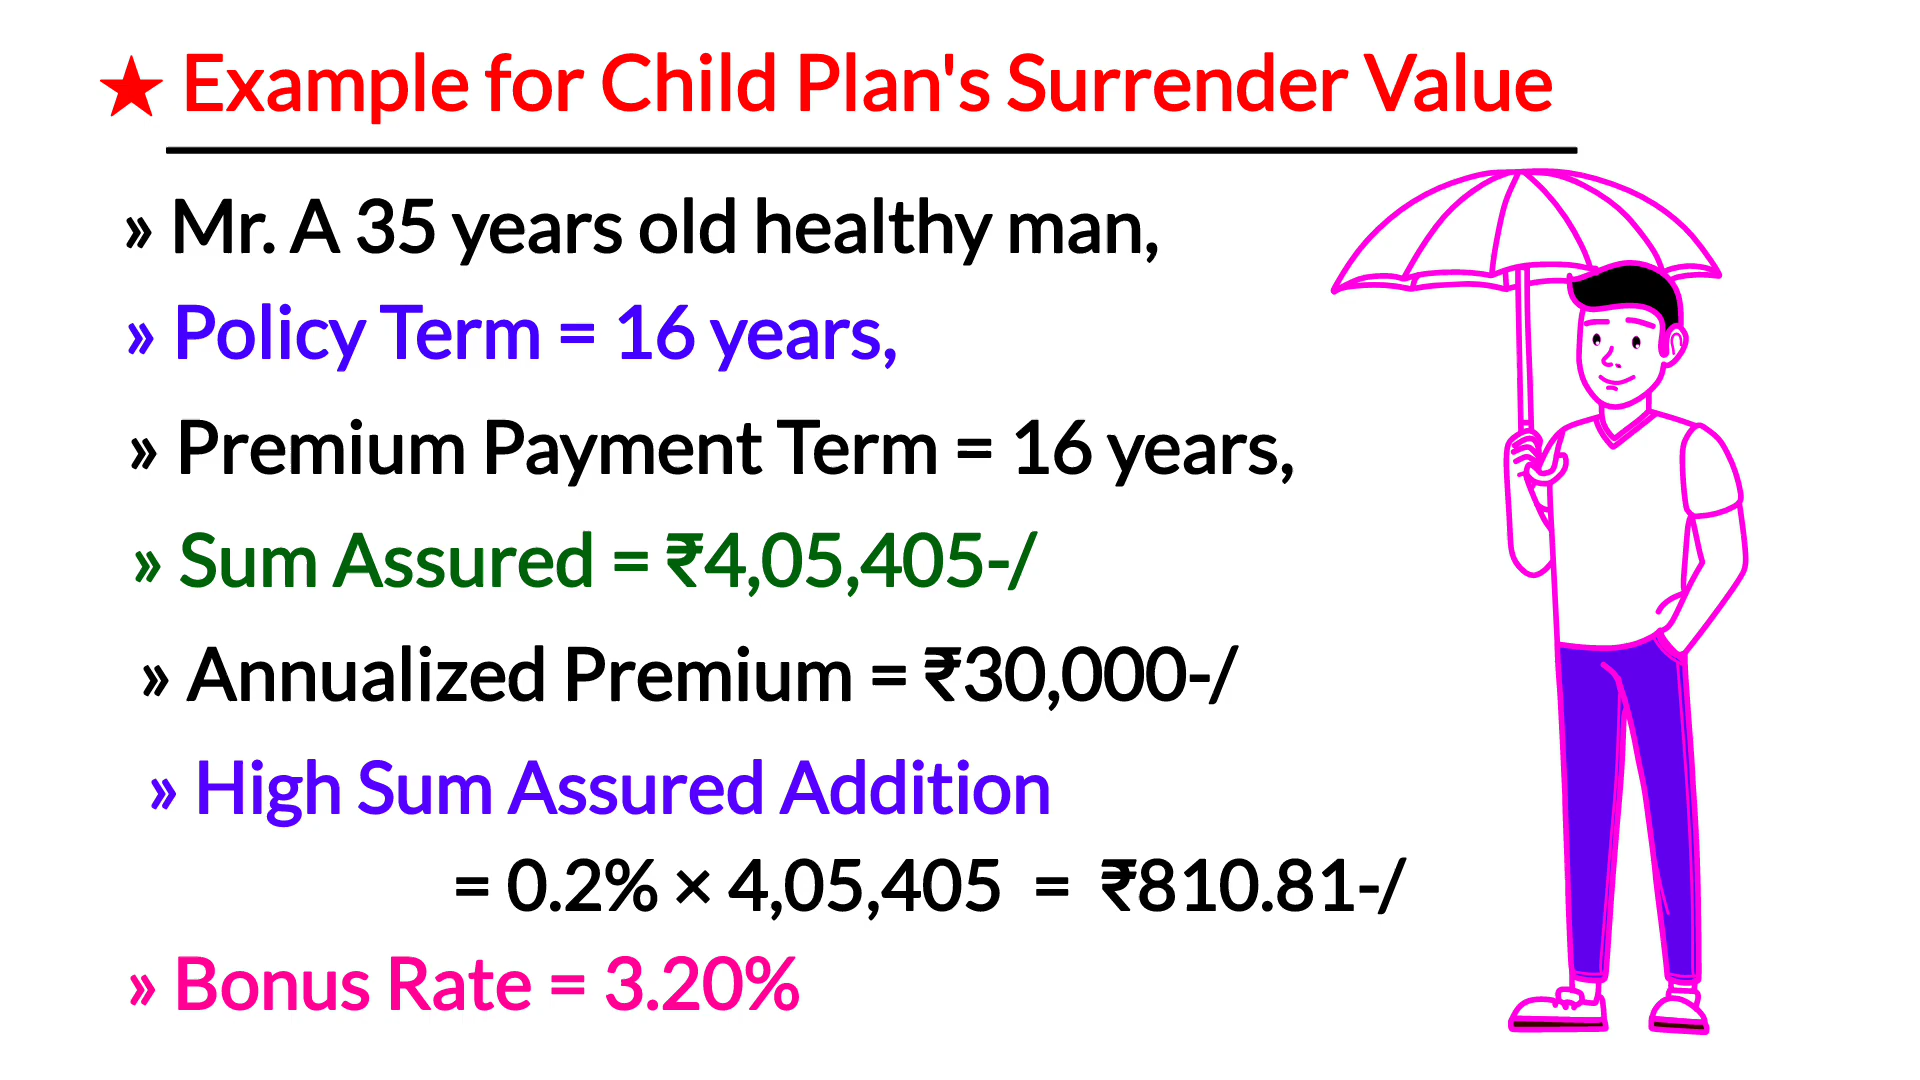 ★ Example for Child Plan's Surrender Value
» Mr. A 35 years old healthy man,
» Policy Term = 16 years,
» Premium Payment Term = 16 years,
» Sum Assured = ₹4,05,405-/
» Annualized Premium = ₹30,000-/
» High Sum Assured Addition
= 0.2% × 4,05,405 = ₹810.81-/
» Bonus Rate = 3.20%